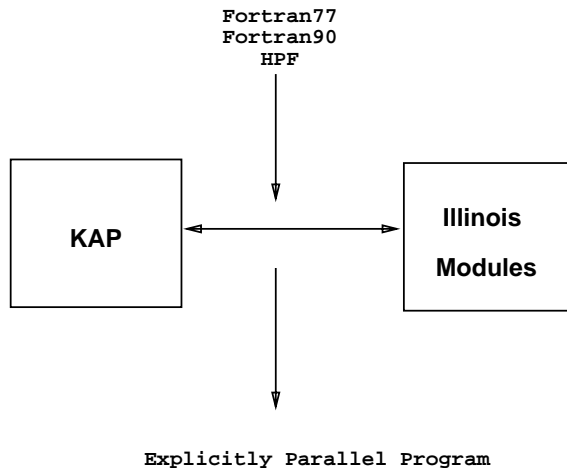 Fortran77
Fortran90
HPF
KAP
Illinois
Modules
Explicitly Parallel Program